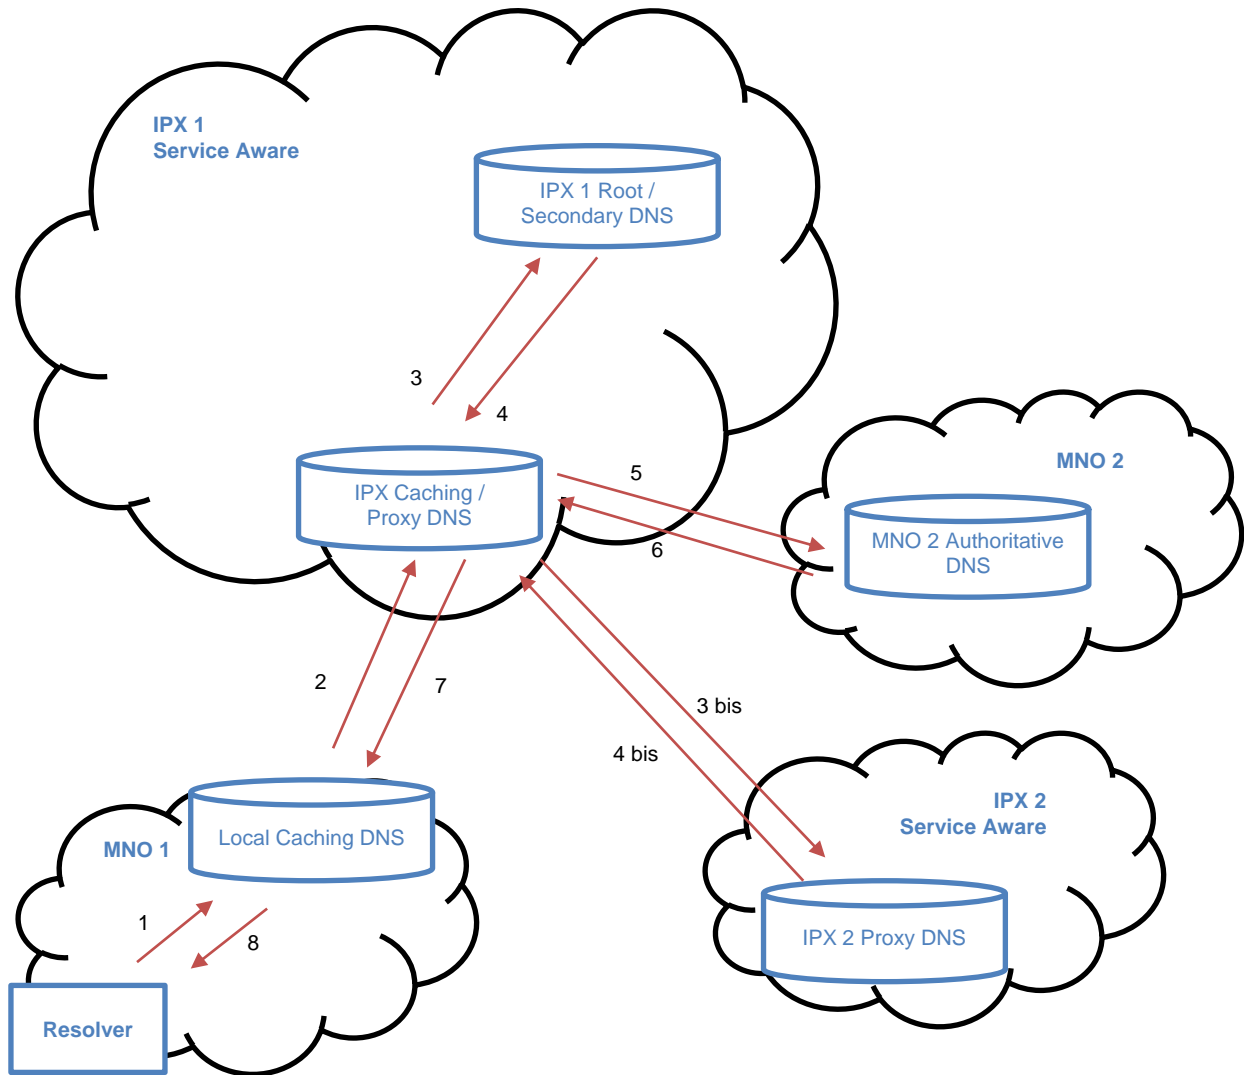 IPX 1
Service Aware
IPX 1 Root /
Secondary DNS
3
4
IPX Caching /
Proxy DNS
5
6
MNO 2
MNO 2 Authoritative
DNS
2
7
3 bis
4 bis
IPX 2
Service Aware
IPX 2 Proxy DNS
MNO 1
Local Caching DNS
1
8
Resolver